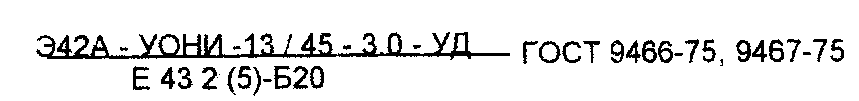 Э42А - УОНИ -13 / 45 - 3.0 - УД ГОСТ 9466-75, 9467-75
Е 43 2 (5)-Б20